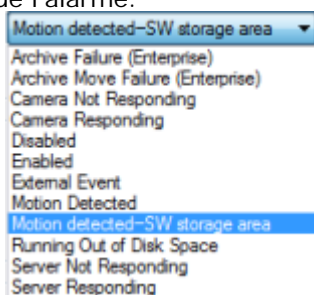 de l'alarme.
Motion detected-SW storage area
Archive Failure (Enterprise)
Archive Move Failure (Enterprise)
Camera Not Responding
Camera Responding
Disabled
Enabled
External Event
Motion Detected
Motion detected-SW storage area
Running Out of Disk Space
Server Not Responding
Server Responding